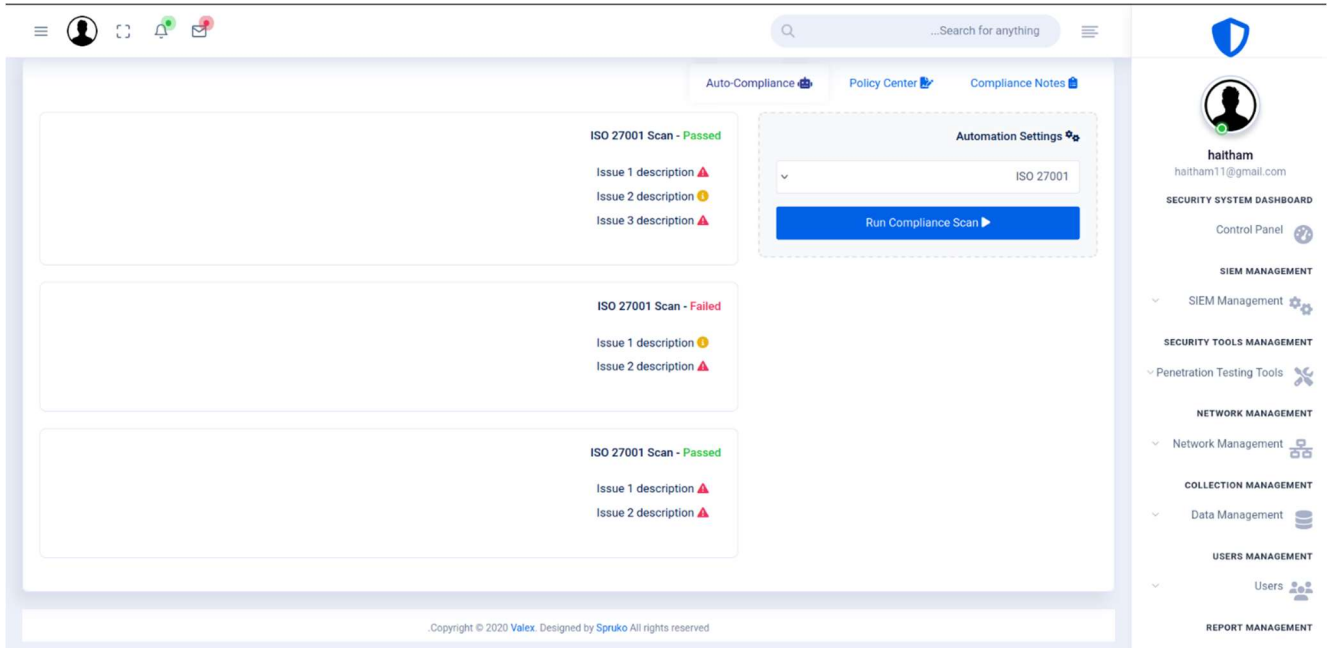 ...Search for anything
Auto-Compliance
Policy Center
Compliance Notes
ISO 27001 Scan - Passed
Issue 1 description
Issue 2 description
Issue 3 description
ISO 27001 Scan - Failed
Issue 1 description
Issue 2 description
ISO 27001 Scan - Passed
Issue 1 description
Issue 2 description
Automation Settings
ISO 27001
Run Compliance Scan
.Copyright © 2020 Valex. Designed by Spruko All rights reserved
haitham
haitham11@gmail.com
SECURITY SYSTEM DASHBOARD
Control Panel
SIEM MANAGEMENT
SIEM Management
SECURITY TOOLS MANAGEMENT
Penetration Testing Tools
NETWORK MANAGEMENT
Network Management
COLLECTION MANAGEMENT
Data Management
USERS MANAGEMENT
Users
REPORT MANAGEMENT